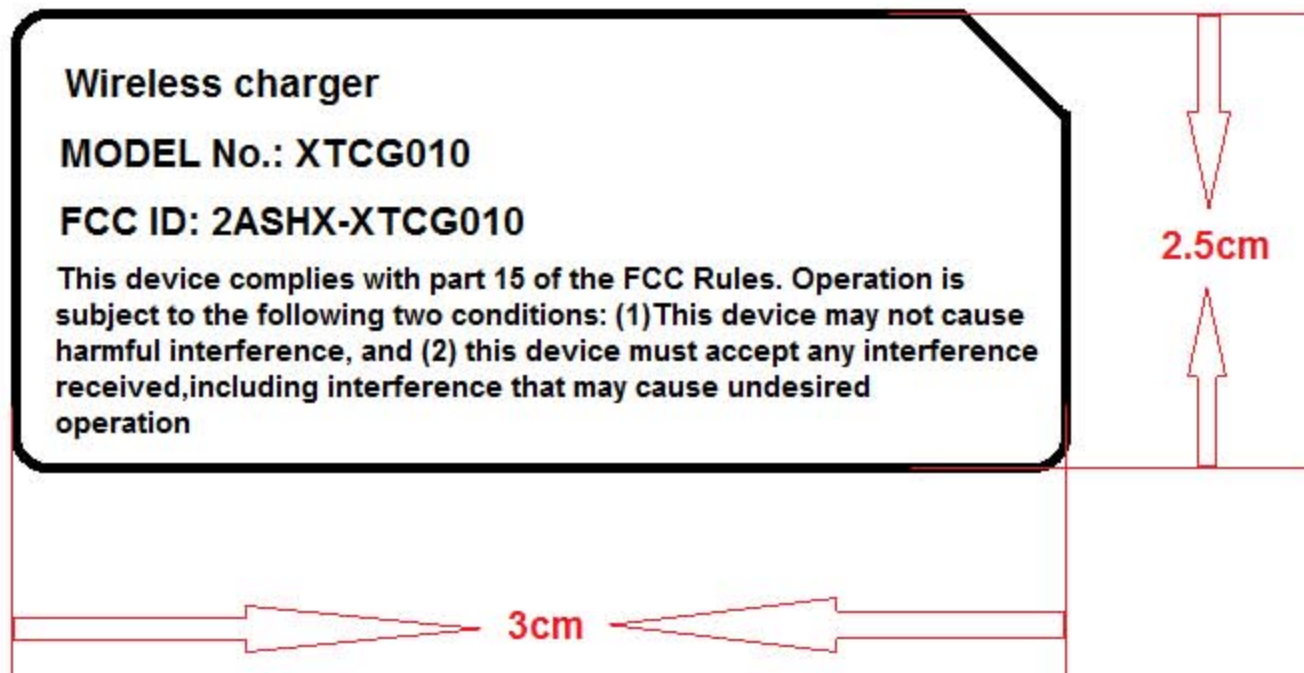 Wireless charger
MODEL No.: XTCG010
FCC ID: 2ASHX-XTCG010
This device complies with part 15 of the FCC Rules. Operation is
subject to the following two conditions: (1)This device may not cause
harmful interference, and (2) this device must accept any interference
received,including interference that may cause undesired
operation
2.5cm
3cm